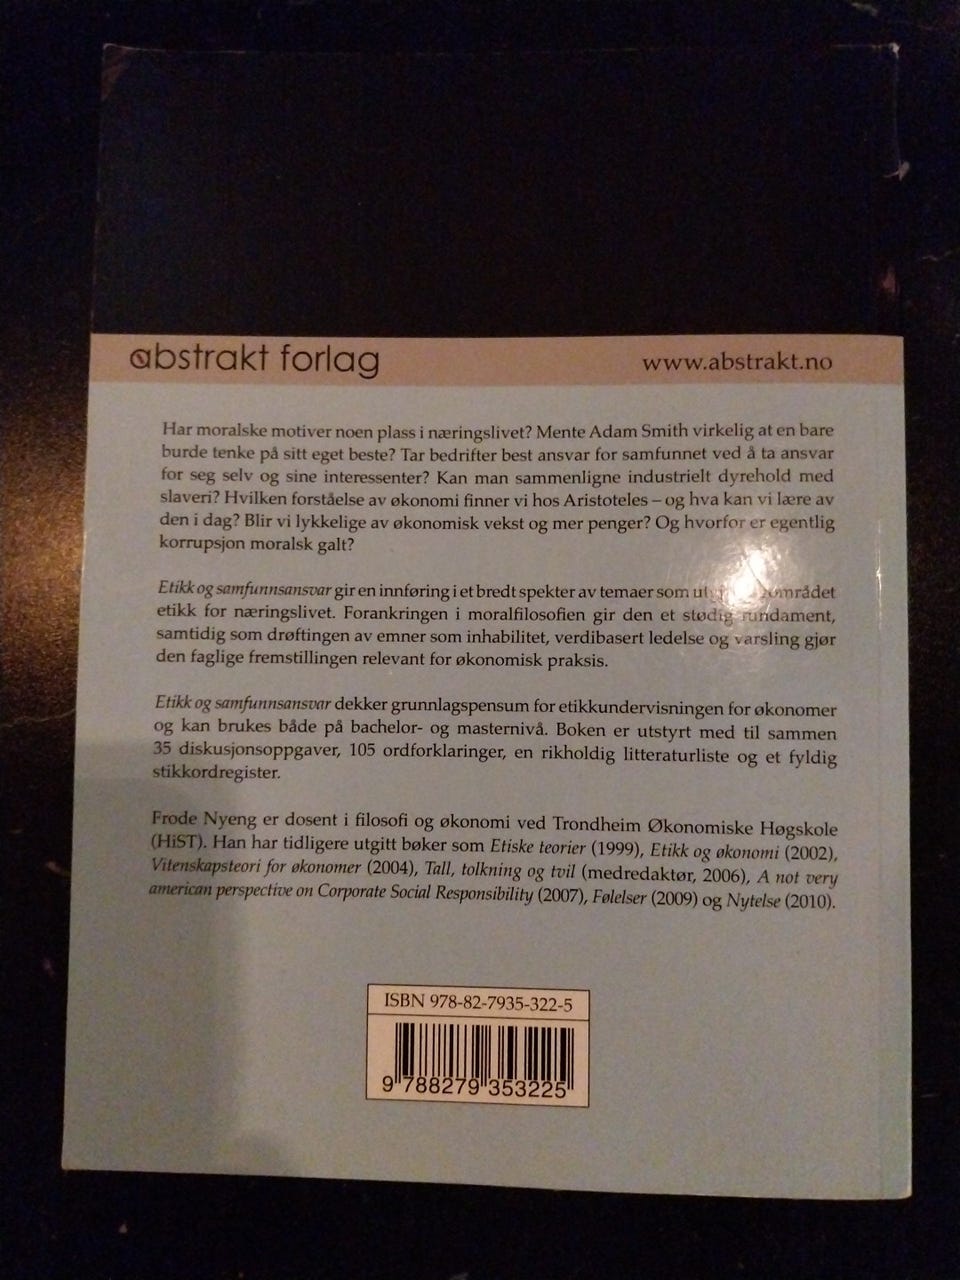 abstrakt forlag
www.abstrakt.no
Har moralske motiver noen plass i næringslivet? Mente Adam Smith virkelig at en bare
burde tenke på sitt eget beste? Tar bedrifter best ansvar for samfunnet ved å ta ansvar
for seg selv og sine interessenter? Kan man sammenligne industrielt dyrehold med
slaveri? Hvilken forståelse av økonomi finner vi hos Aristoteles – og hva kan vi lære av
den i dag? Blir vi lykkelige av økonomisk vekst og mer penger? Og hvorfor er egentlig
korrupsjon moralsk galt?
Etikk og samfunnsansvar gir en innføring i et bredt spekter av temaer som
etikk for næringslivet. Forankringen i moralfilosofien gir den et stødig fundament,
samtidig som drøftingen av emner som inhabilitet, verdibasert ledelse og varsling gjør
den faglige fremstillingen relevant for økonomisk praksis.
Etikk og samfunnsansvar dekker grunnlagspensum for etikkundervisningen for økonomer
og kan brukes både på bachelor- og masternivå. Boken er utstyrt med til sammen
35 diskusjonsoppgaver, 105 ordforklaringer, en rikholdig litteraturliste og et fyldig
stikkordregister.
Frode Nyeng er dosent i filosofi og økonomi ved Trondheim Økonomiske Høgskole
(HiST). Han har tidligere utgitt bøker som Etiske teorier (1999), Etikk og økonomi (2002),
Vitenskapsteori for økonomer (2004), Tall, tolkning og tvil (medredaktør, 2006), A not very
american perspective on Corporate Social Responsibility (2007), Følelser (2009) og Nytelse (2010).
ISBN 978-82-7935-322-5
9 788279 353225